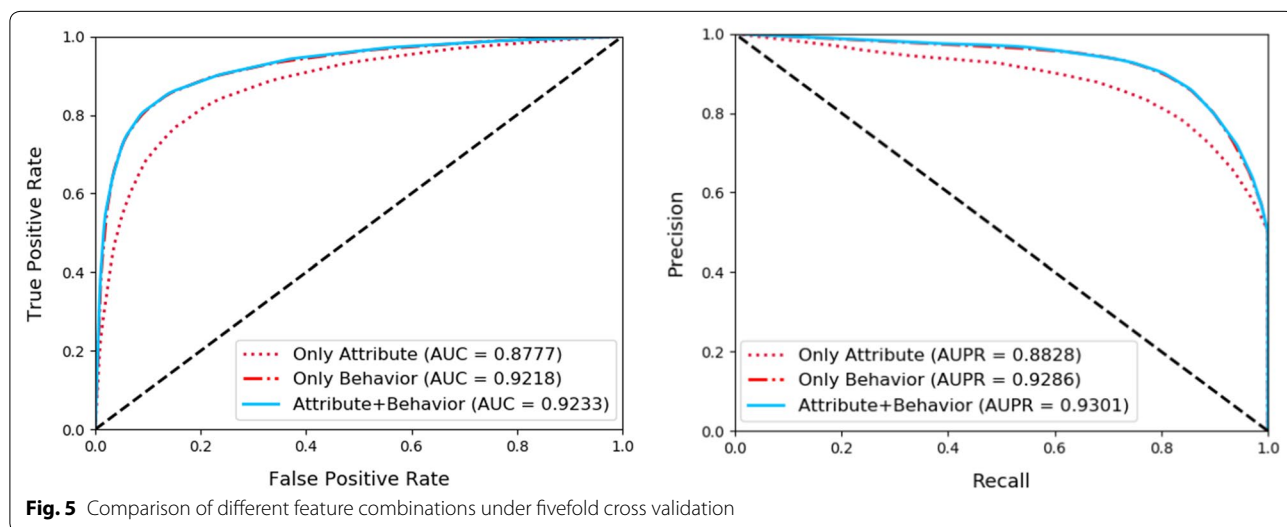 1.0
0.8
0.6
0.4
0.2
0.0
True Positive Rate
0.0 0.2 0.4 0.6 0.8 1.0
False Positive Rate
Only Attribute (AUC = 0.8777)
Only Behavior (AUC = 0.9218)
Attribute+Behavior (AUC = 0.9233)
1.0
0.8
0.6
0.4
0.2
0.0
Precision
0.0 0.2 0.4 0.6 0.8 1.0
Recall
Only Attribute (AUPR = 0.8828)
Only Behavior (AUPR = 0.9286)
Attribute+Behavior (AUPR = 0.9301)
Fig. 5 Comparison of different feature combinations under fivefold cross validation